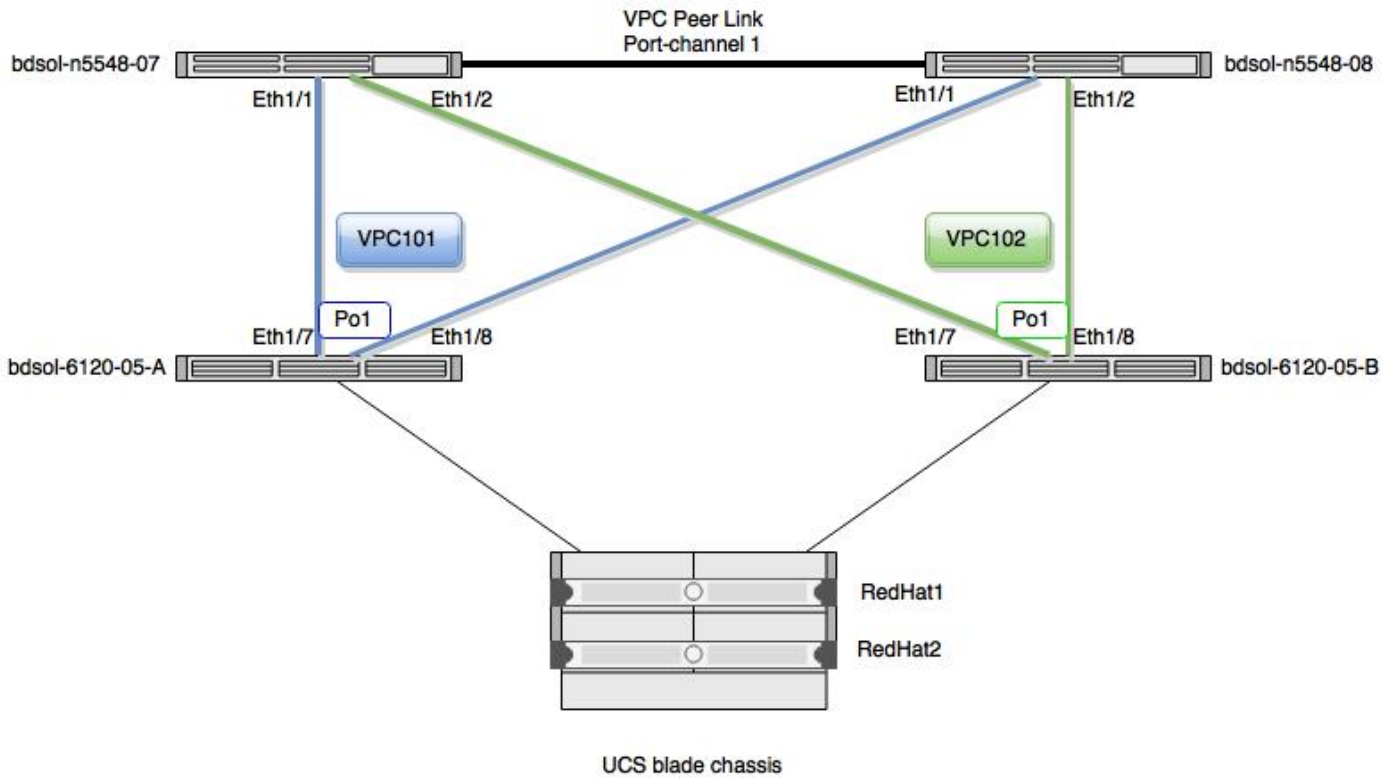 VPC Peer Link
Port-channel 1
bdsol-n5548-07
bdsol-n5548-08
Eth1/1
Eth1/2
Eth1/1
Eth1/2
VPC101
VPC102
Po1
Po1
Eth1/7
Eth1/8
Eth1/7
Eth1/8
bdsol-6120-05-A
bdsol-6120-05-B
RedHat1
RedHat2
UCS blade chassis